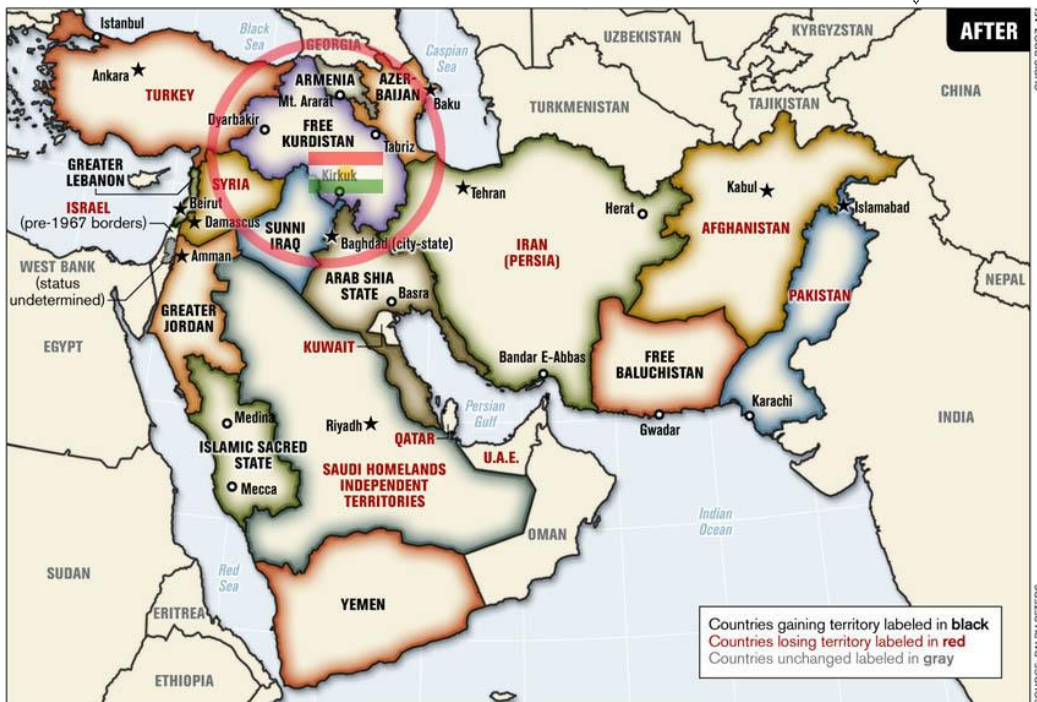 AFTER
Istanbul
Black
Sea
GEORGIA
Caspian
Sea
UZBEKISTAN
KYRGYZSTAN
Ankara
TURKEY
ARMENIA
Mt. Ararat
AZER-
BAIJAN
Baku
TURKMENISTAN
TAJIKISTAN
CHINA
Dyarbakir
FREE
KURDISTAN
Tabriz
GREATER
LEBANON
SYRIA
Kirkuk
Tehran
Herat
Kabul
Islamabad
ISRAEL
(pre-1967 borders)
Beirut
Damascus
SUNNI
IRAQ
Baghdad (city-state)
IRAN
(PERSIA)
AFGHANISTAN
WEST BANK
(status
undetermined)
Amman
ARAB SHIA
STATE
Basra
PAKISTAN
NEPAL
GREATER
JORDAN
KUWAIT
EGYPT
Bandar E-Abbas
FREE
BALUCHISTAN
Karachi
INDIA
Persian
Gulf
Gwadar
Medina
ISLAMIC SACRED
STATE
Mecca
Riyadh
QATAR
U.A.E.
SAUDI HOMELANDS
INDEPENDENT
TERRITORIES
Indian
Ocean
OMAN
SUDAN
Red
Sea
YEMEN
ERITREA
ETHIOPIA
Countries gaining territory labeled in black
Countries losing territory labeled in red
Countries unchanged labeled in gray